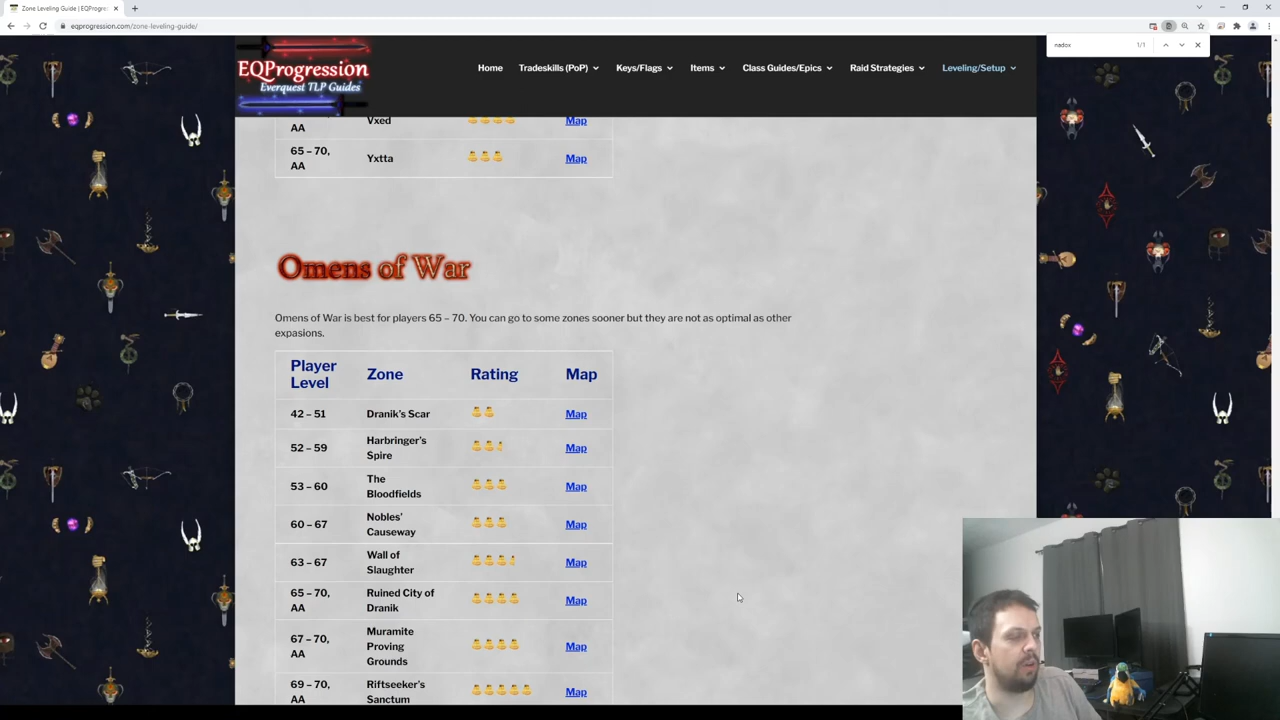 Zone Leveling Guide | EQProgres
eqprogression.com/zone-leveling-guide/
nadox
1/1
EQProgression
Everquest TLP Guides
Home
Tradeskills (PoP)
Keys/Flags
Items
Class Guides/Epics
Raid Strategies
Leveling/Setup
AA Vxed Map
65 – 70, AA Yxtta Map
Omens of War
Omens of War is best for players 65 – 70. You can go to some zones sooner but they are not as optimal as other
expasions.
Player Level Zone Rating Map
42 – 51 Dranik's Scar Map
52 – 59 Harbringer's Spire Map
53 – 60 The Bloodfields Map
60 – 67 Nobles' Causeway Map
63 – 67 Wall of Slaughter Map
65 – 70, AA Ruined City of Dranik Map
67 – 70, AA Muramite Proving Grounds Map
69 – 70, AA Riftseeker's Sanctum Map